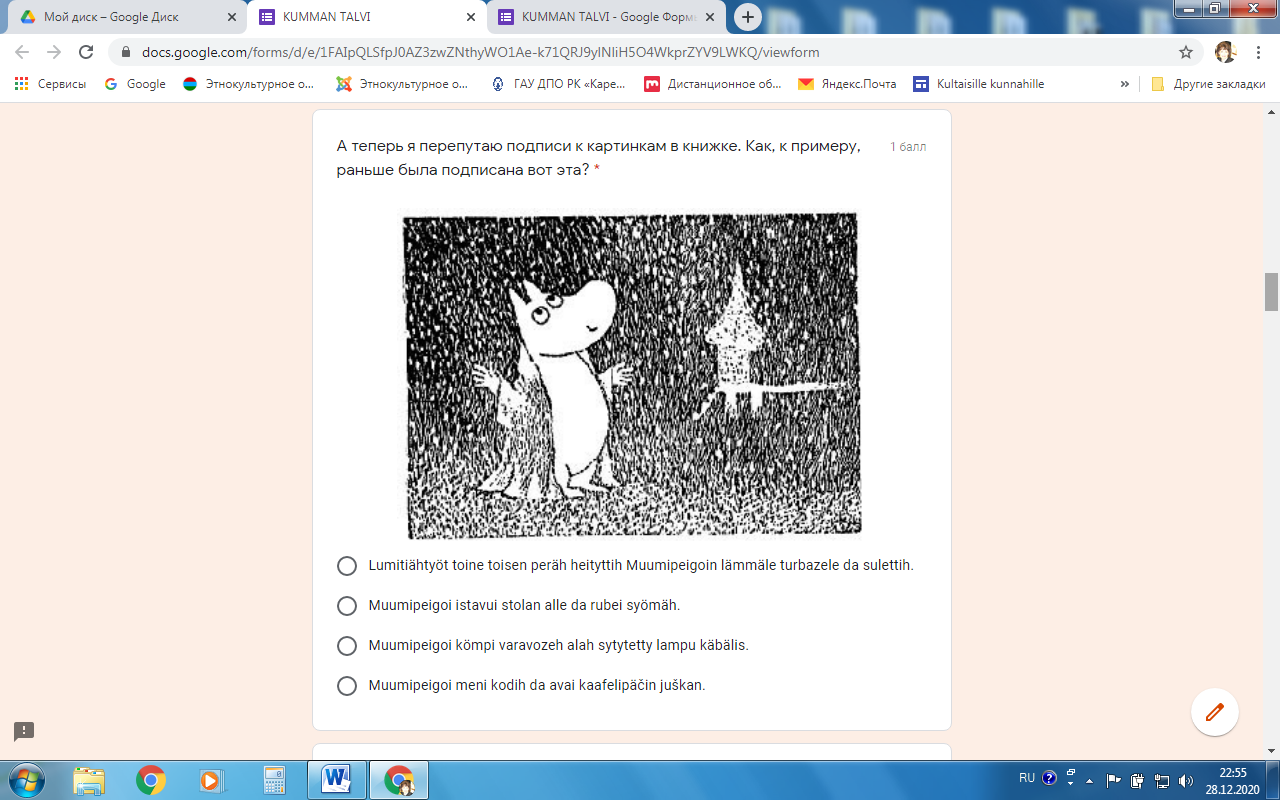 Мой диск – Google Диск
KUMMAN TALVI
KUMMAN TALVI - Google Форм
docs.google.com/forms/d/e/1FAIpQLSfpJ0AZ3zwZNthyWO1Ae-k71QRJ9ylNIiH5O4WkprZYV9LWKQ/viewform
Сервисы Google Этнокультурное о... Этнокультурное о... ГАУ ДПО РК «Каре... Дистанционное об... Яндекс.Почта Kultaisille kunnahille » Другие закладки
А теперь я перепутаю подписи к картинкам в книжке. Как, к примеру, 1 балл
раньше была подписана вот эта? *
Lumitiähtyöt toine toisen peräh heityttih Muumipeigoin lämmäle turbazele da sulettih.
Muumipeigoi istavui stolan alle da rubei syömäh.
Muumipeigoi kömpi varavozeh alah sytytetty lampu käbälis.
Muumipeigoi meni kodih da avai kaafelipäčin juškan.
RU 22:55
28.12.2020